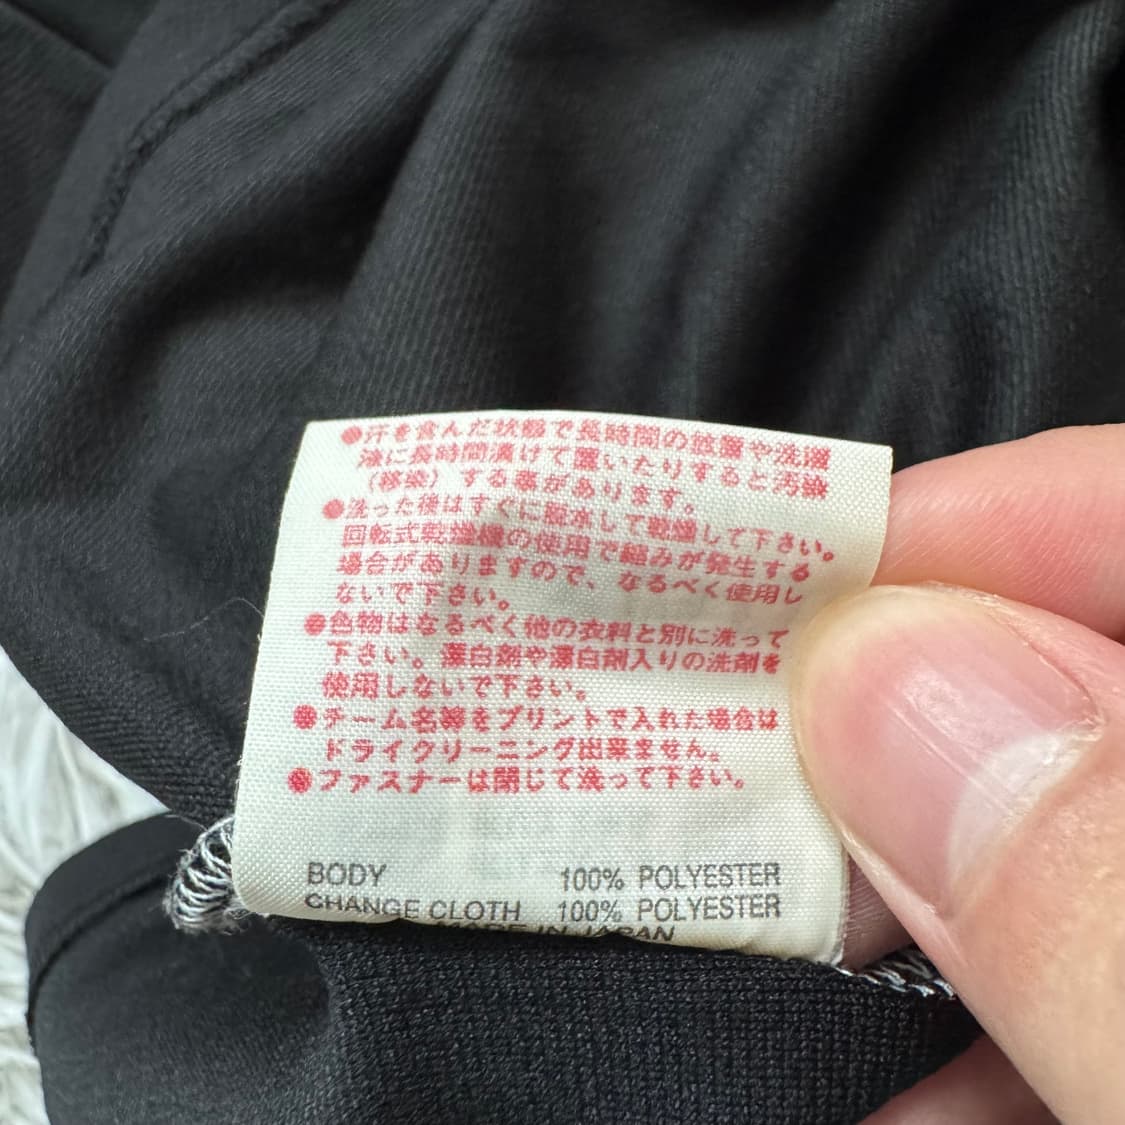 ●汗を含んだ状態で長時間の放置や洗濯
液に長時間漬けて置いたりすると汚染
(移染)する事があります。
●洗った後はすぐに脱水して乾燥して下さい。
回転式乾燥機の使用で縮みが発生する
場合がありますので、なるべく使用し
ないで下さい。
●色物はなるべく他の衣料と別に洗って
下さい。漂白剤や漂白剤入りの洗剤を
使用しないで下さい。
●チーム名等をプリントで入れた場合は
ドライクリーニング出来ません。
●ファスナーは閉じて洗って下さい。
BODY 100% POLYESTER
CHANGE CLOTH 100% POLYESTER
MADE IN JAPAN